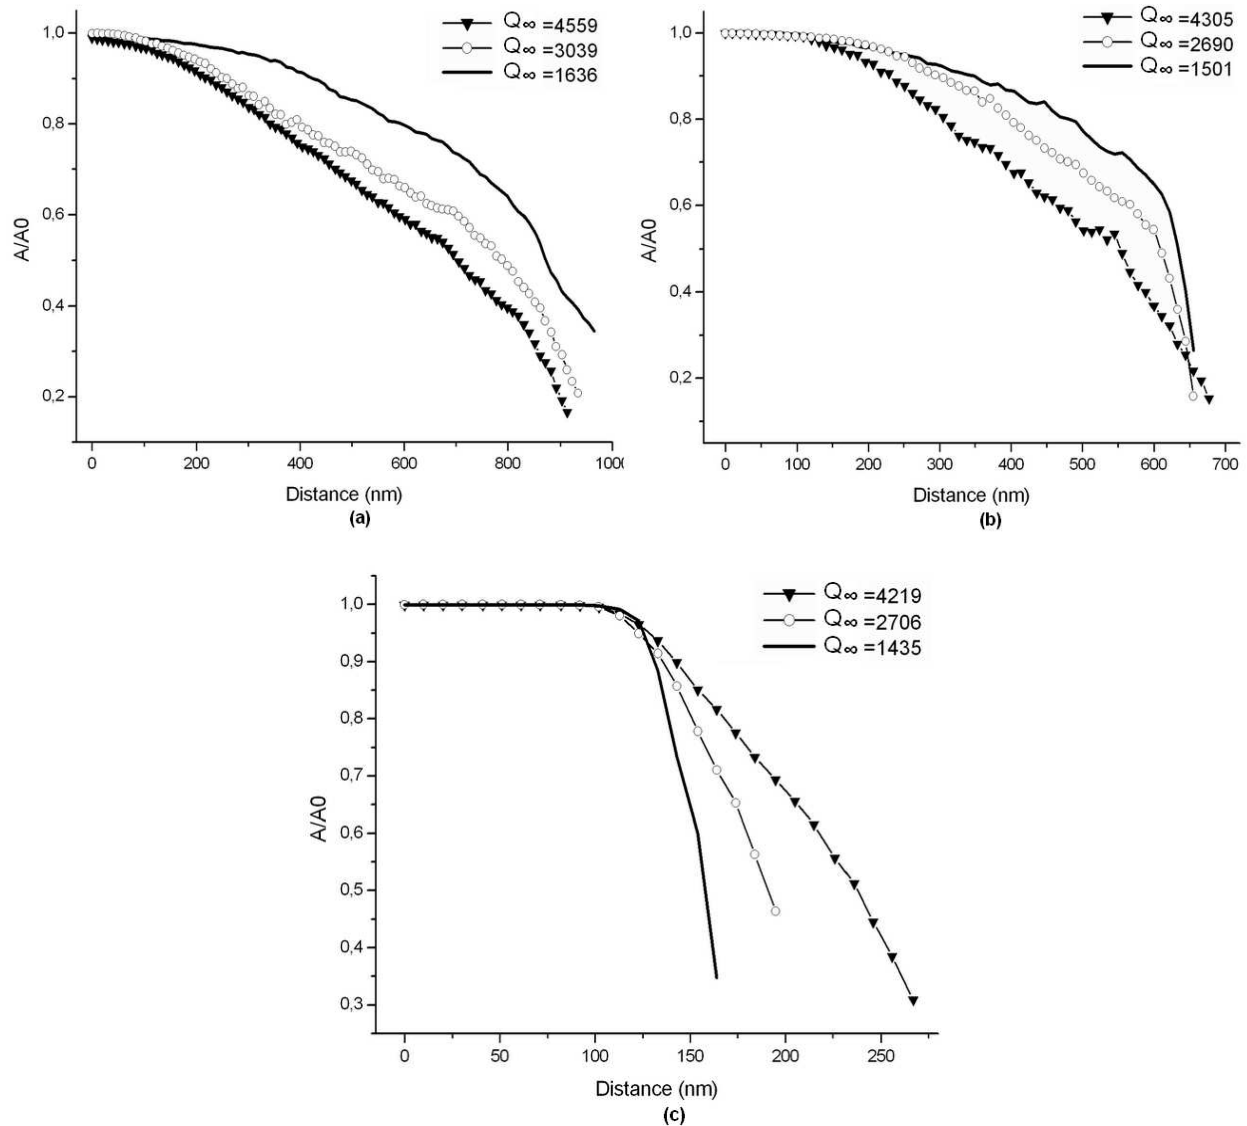 Q∞ =4559
Q∞ =3039
Q∞ =1636
1,0
0,8
0,6
0,4
0,2
A/A0
0
200
400
600
800
100(
Distance (nm)
(a)
Q∞ =4305
Q∞ =2690
Q∞ =1501
1,0
0,8
0,6
0,4
0,2
A/A0
0
100
200
300
400
500
600
700
Distance (nm)
(b)
Q∞ =4219
Q∞ =2706
Q∞ =1435
1,0
0,9
0,8
0,7
0,6
0,5
0,4
0,3
A/A0
0
50
100
150
200
250
Distance (nm)
(c)